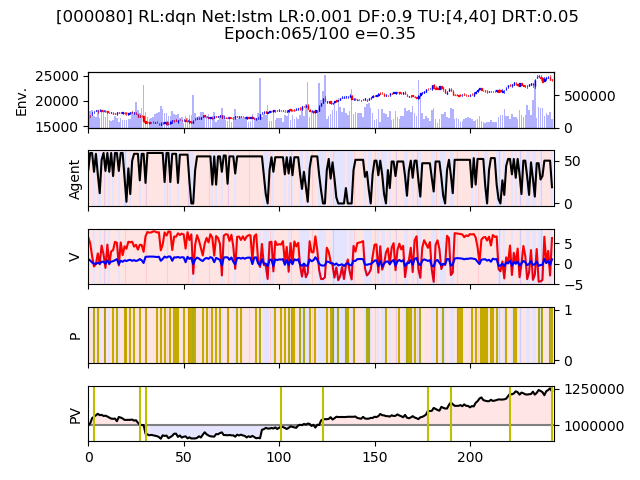 [000080] RL:dqn Net:lstm LR:0.001 DF:0.9 TU:[4,40] DRT:0.05
Epoch:065/100 e=0.35
Env.
25000
20000
15000
500000
0
Agent
50
0
V
5
0
−5
P
1
0
PV
1250000
1000000
0 50 100 150 200